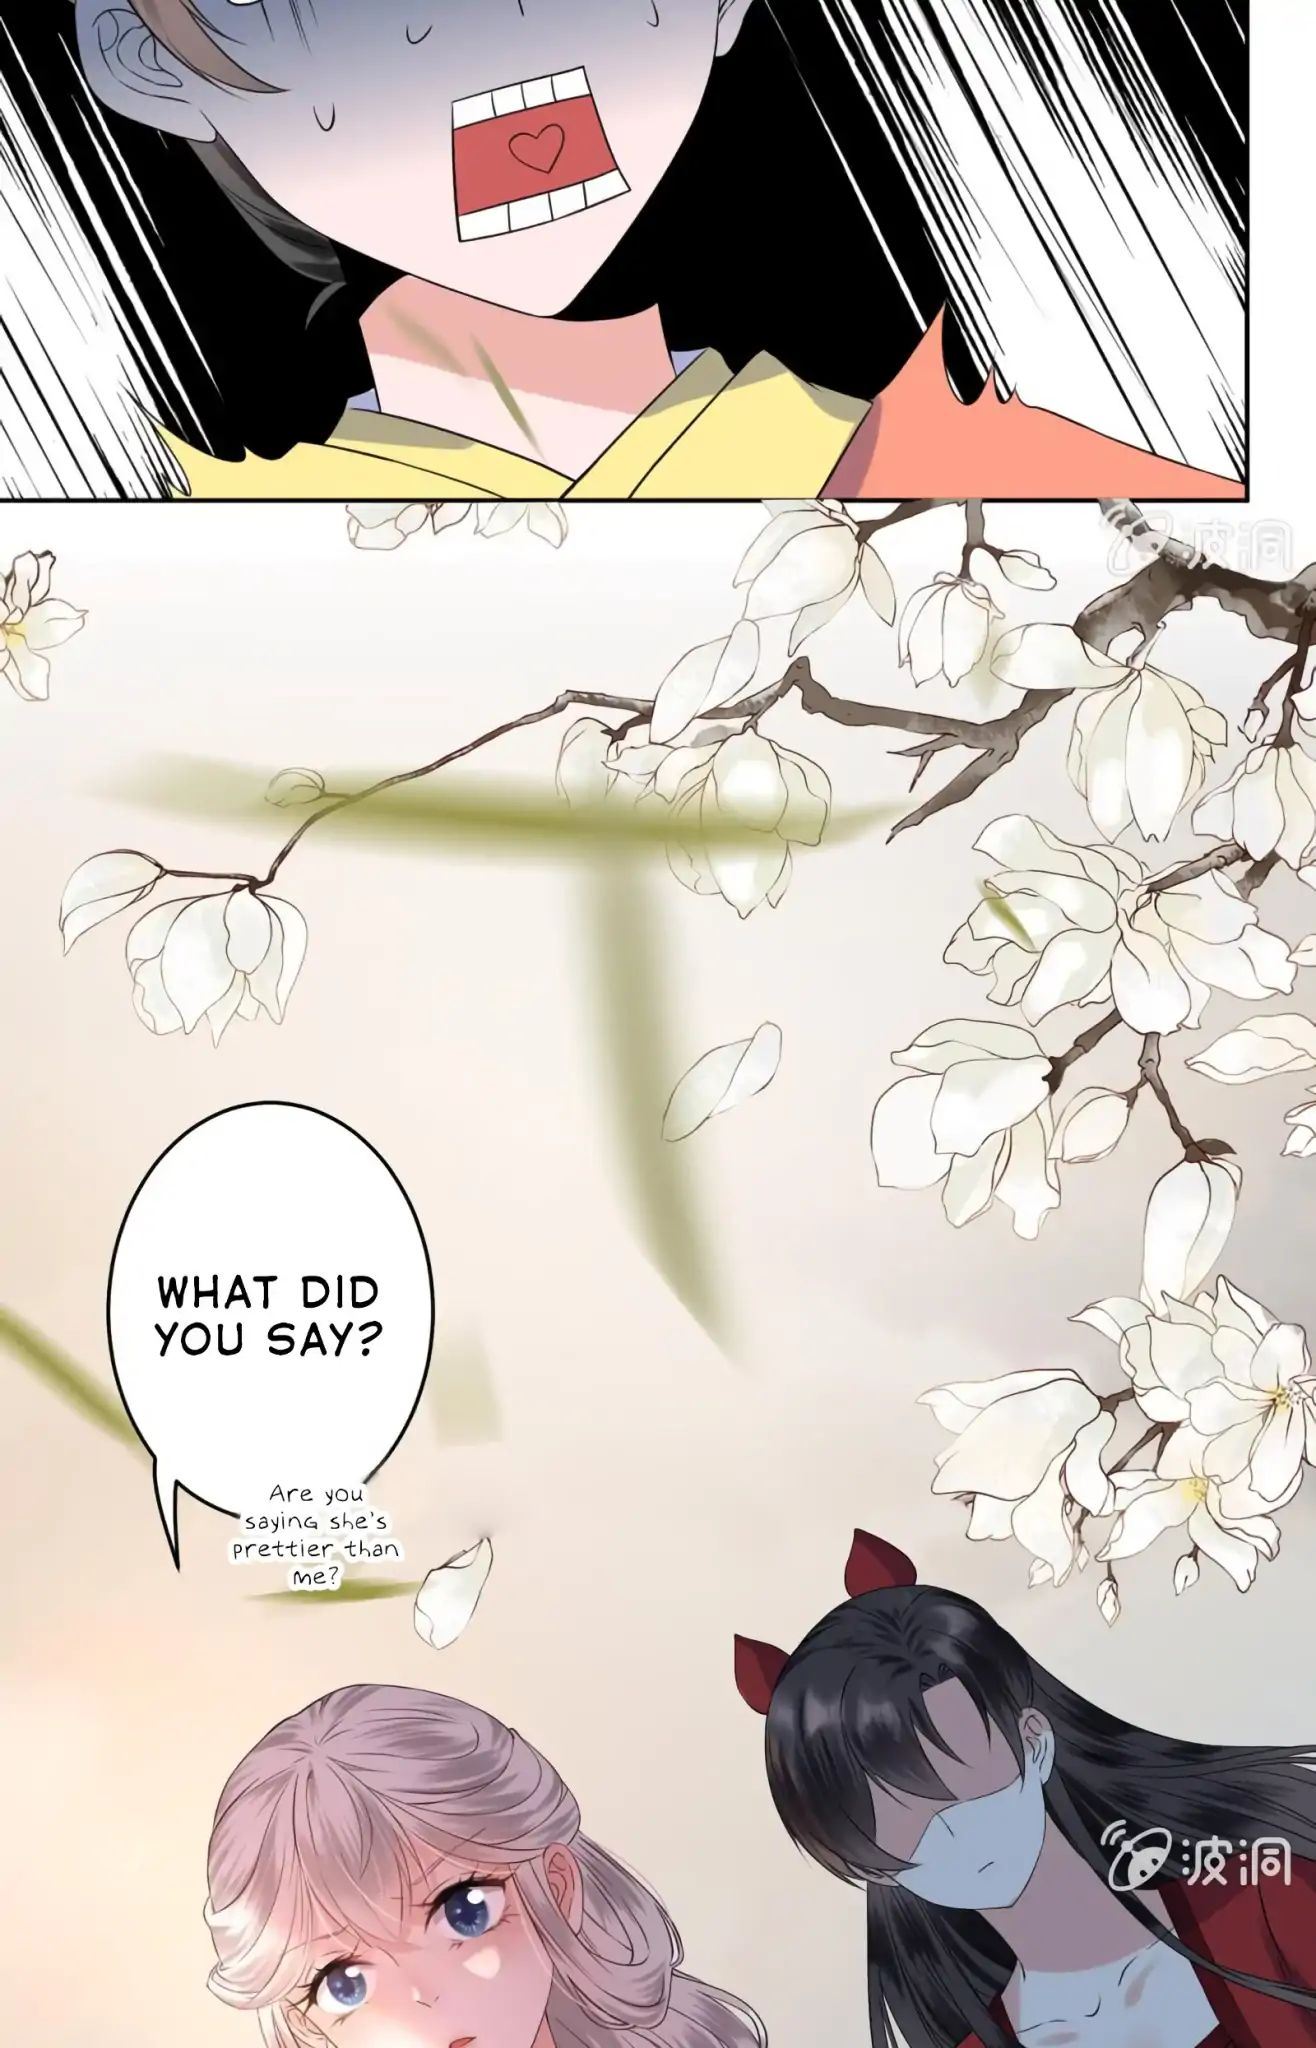 波洞
WHAT DID
YOU SAY?
Are you
saying she's
prettier than
me?
波洞